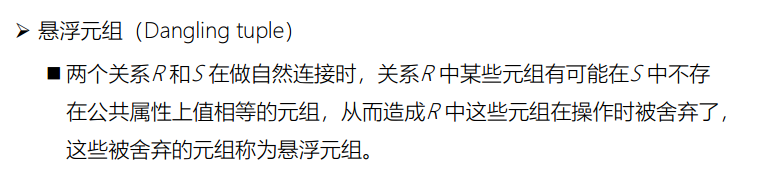 ➢ 悬浮元组（Dangling tuple）
■ 两个关系R和S在做自然连接时，关系R中某些元组有可能在S中不存
在公共属性上值相等的元组，从而造成R中这些元组在操作时被舍弃了，
这些被舍弃的元组称为悬浮元组。